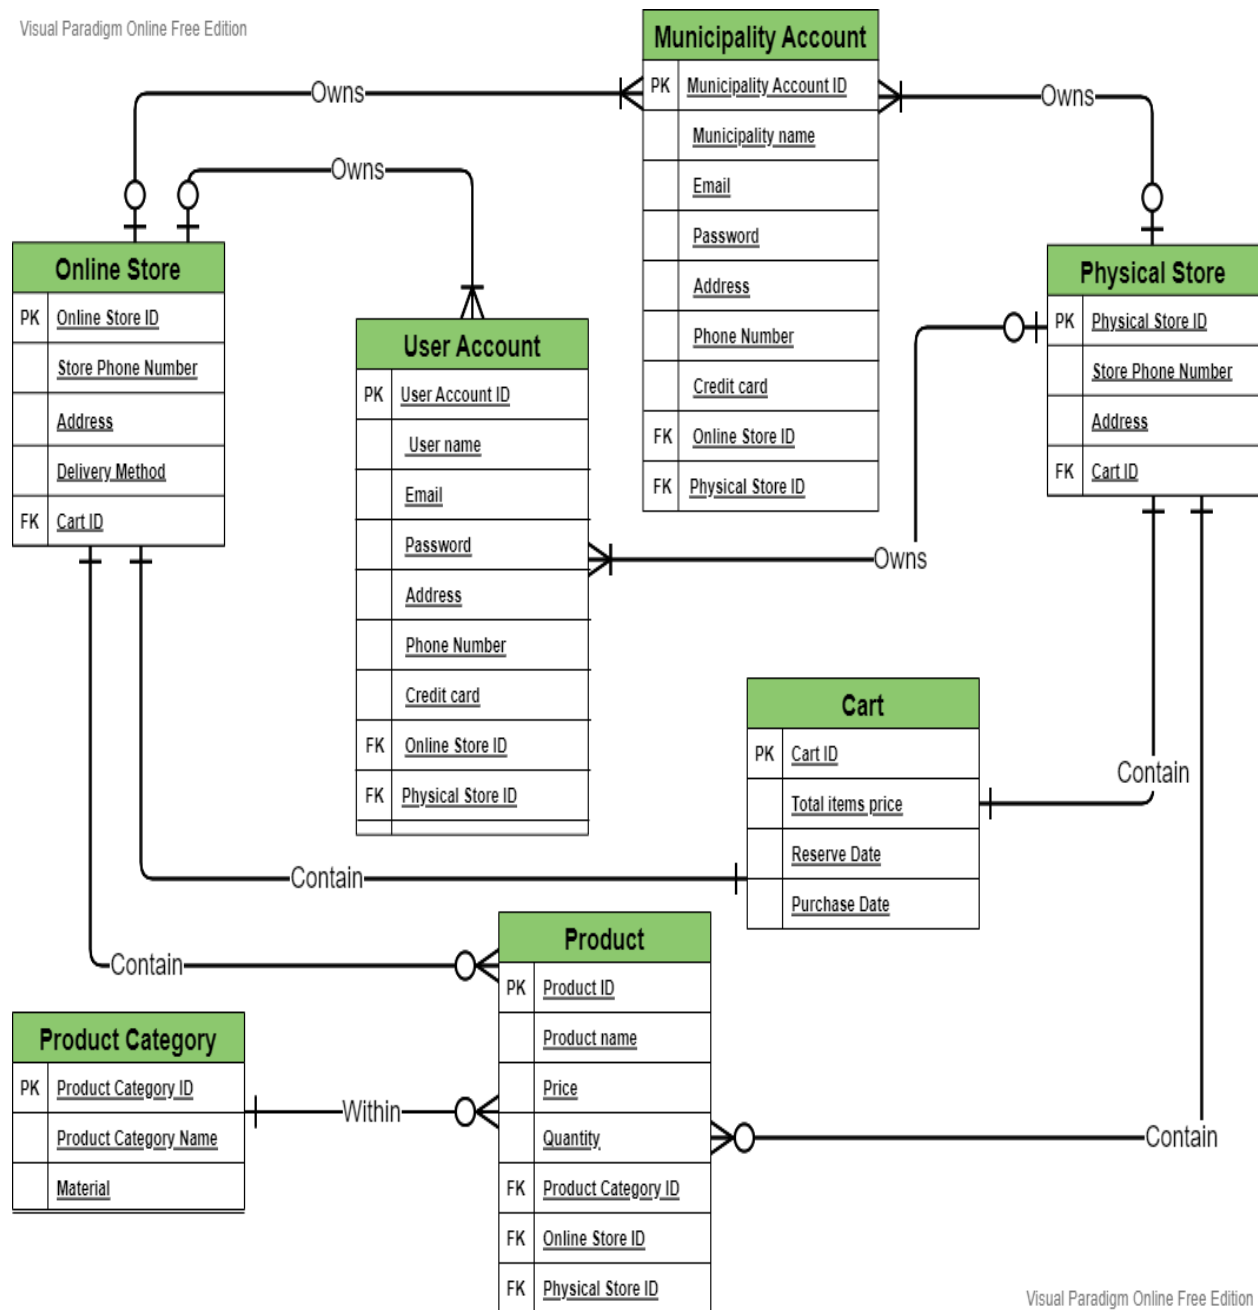 Visual Paradigm Online Free Edition
Municipality Account
PK Municipality Account ID
Municipality name
Email
Password
Address
Phone Number
Credit card
FK Online Store ID
FK Physical Store ID
Owns
Owns
Owns
Online Store
PK Online Store ID
Store Phone Number
Address
Delivery Method
FK Cart ID
User Account
PK User Account ID
User name
Email
Password
Address
Phone Number
Credit card
FK Online Store ID
FK Physical Store ID
Physical Store
PK Physical Store ID
Store Phone Number
Address
FK Cart ID
Owns
Cart
PK Cart ID
Total items price
Reserve Date
Purchase Date
Contain
Contain
Contain
Product
PK Product ID
Product name
Price
Quantity
FK Product Category ID
FK Online Store ID
FK Physical Store ID
Product Category
PK Product Category ID
Product Category Name
Material
Within
Contain
Visual Paradigm Online Free Edition